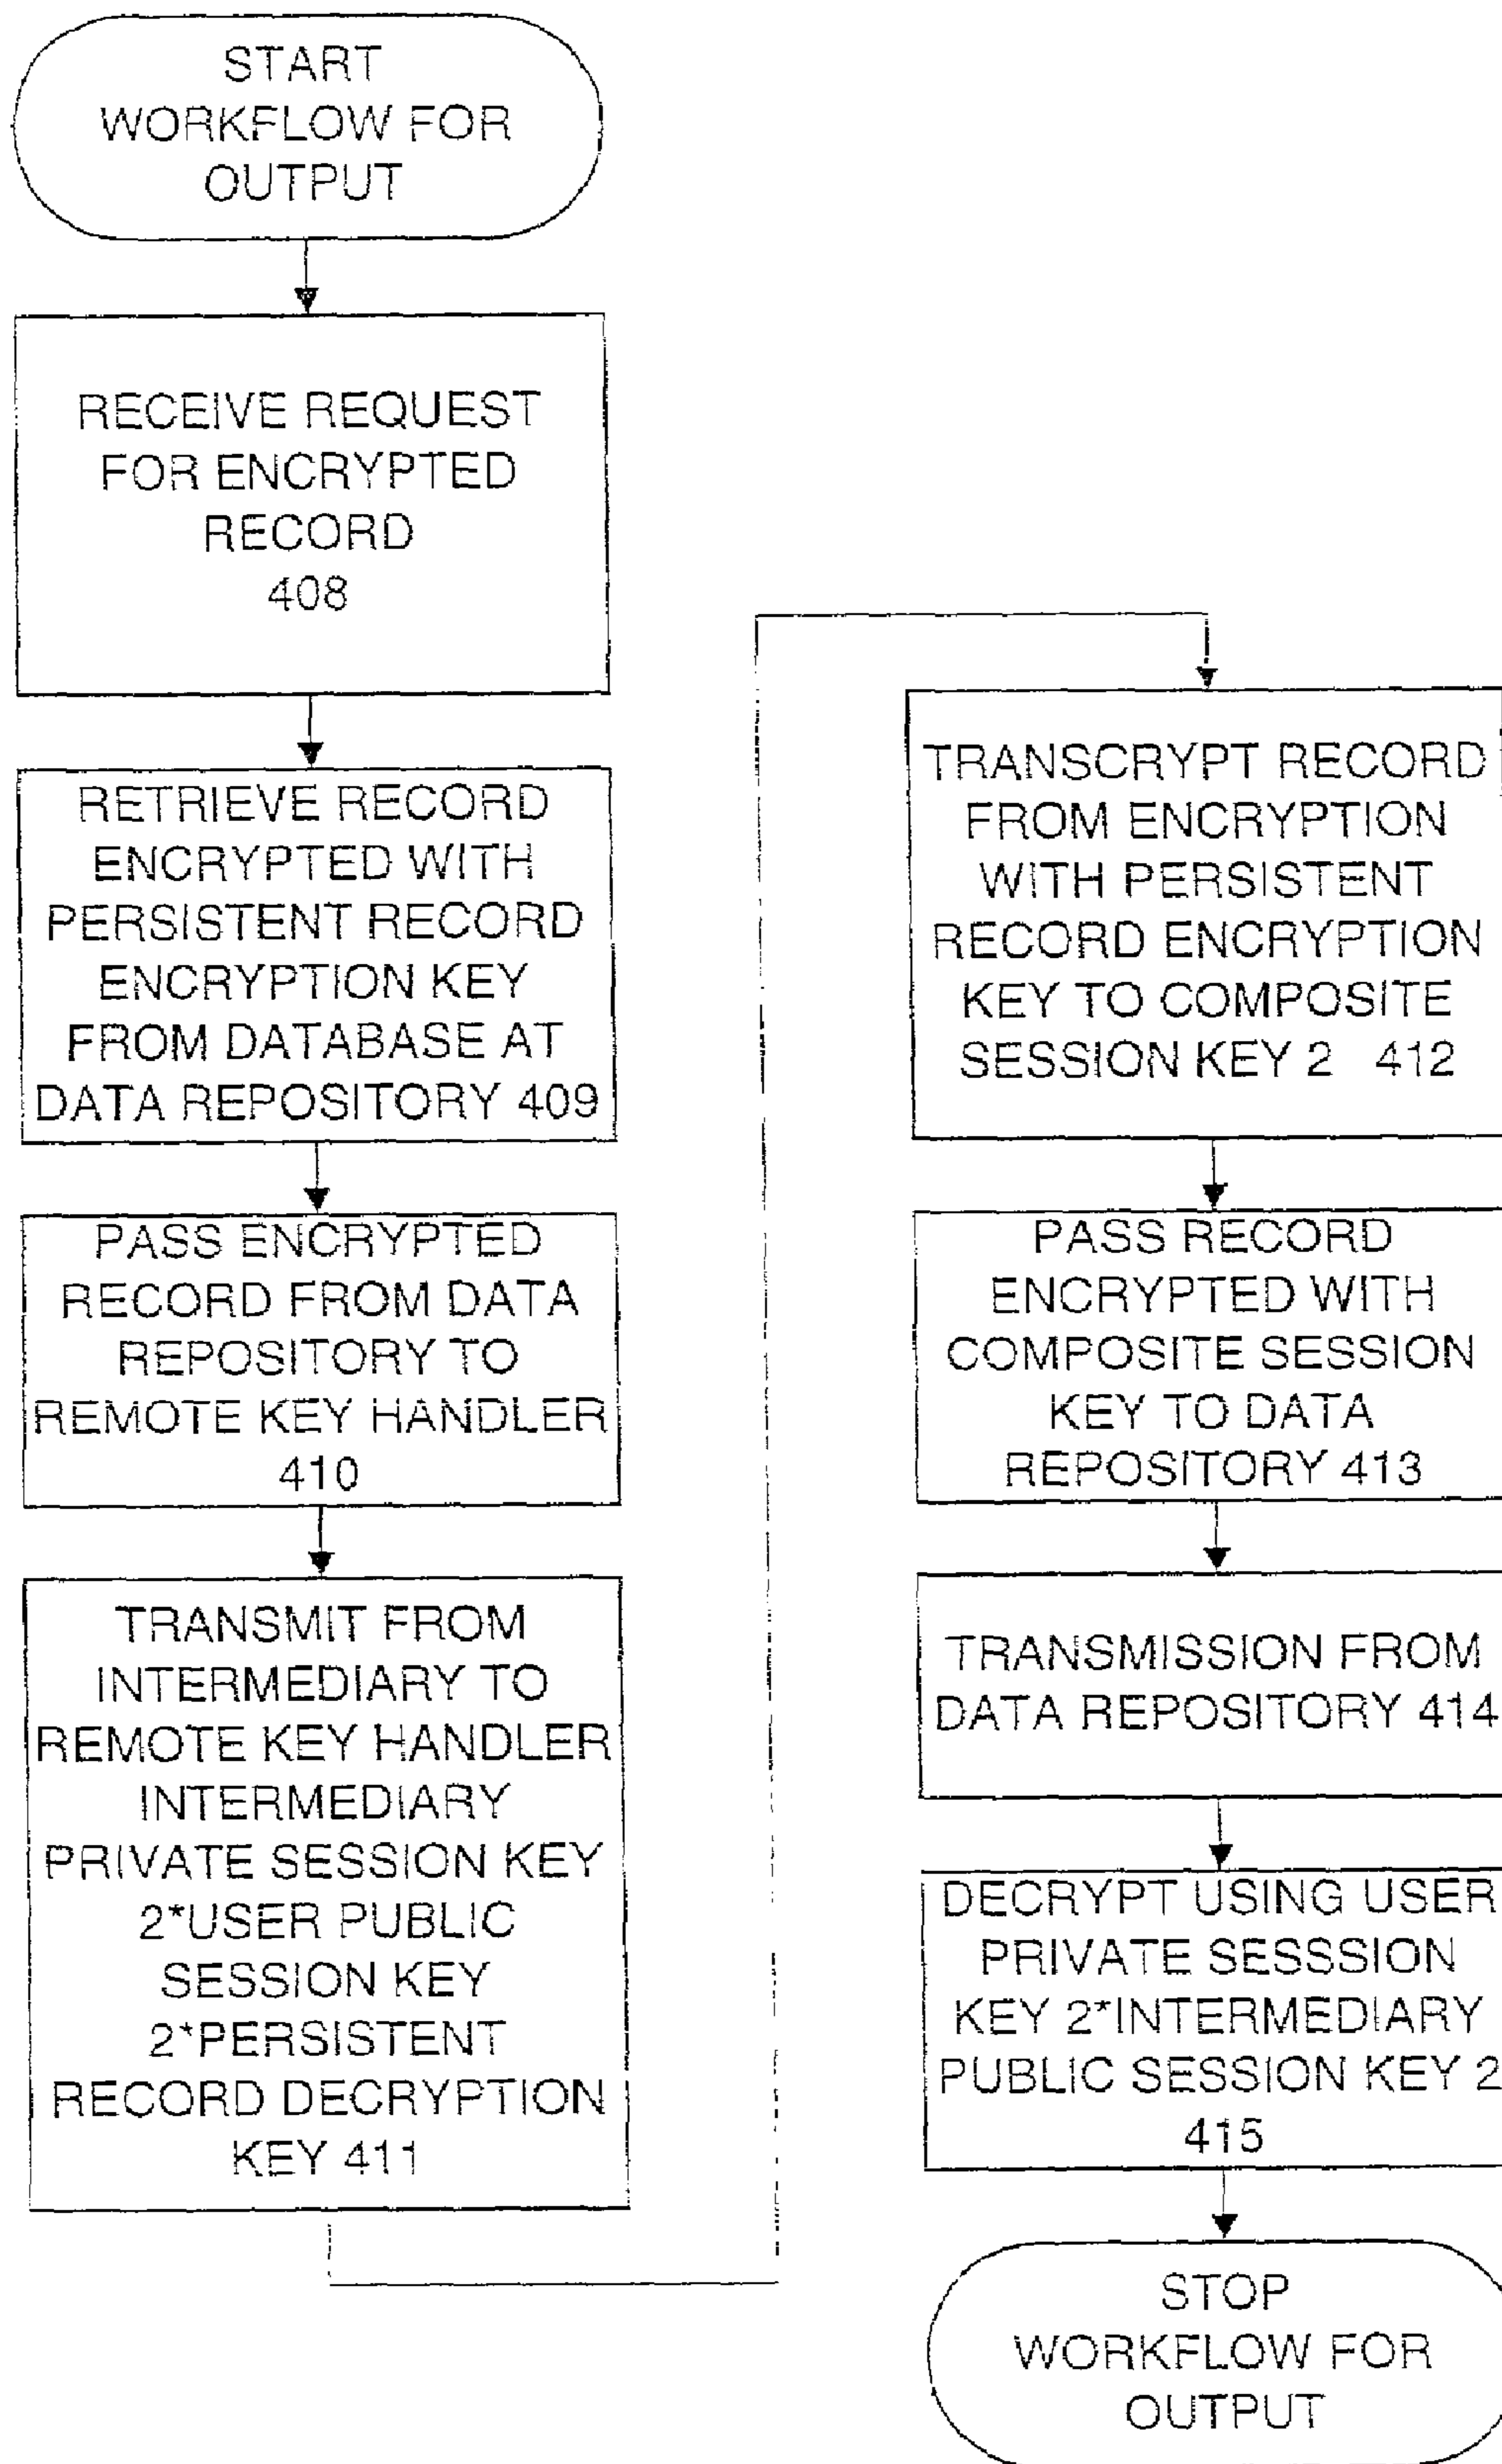 START
WORKFLOW FOR
OUTPUT
RECEIVE REQUEST
FOR ENCRYPTED
RECORD
408
RETRIEVE RECORD
ENCRYPTED WITH
PERSISTENT RECORD
ENCRYPTION KEY
FROM DATABASE AT
DATA REPOSITORY 409
PASS ENCRYPTED
RECORD FROM DATA
REPOSITORY TO
REMOTE KEY HANDLER
410
TRANSMIT FROM
INTERMEDIARY TO
REMOTE KEY HANDLER
INTERMEDIARY
PRIVATE SESSION KEY
2*USER PUBLIC
SESSION KEY
2*PERSISTENT
RECORD DECRYPTION
KEY 411
TRANSCRYPT RECORD
FROM ENCRYPTION
WITH PERSISTENT
RECORD ENCRYPTION
KEY TO COMPOSITE
SESSION KEY 2 412
PASS RECORD
ENCRYPTED WITH
COMPOSITE SESSION
KEY TO DATA
REPOSITORY 413
TRANSMISSION FROM
DATA REPOSITORY 414
DECRYPT USING USER
PRIVATE SESSSION
KEY 2*INTERMEDIARY
PUBLIC SESSION KEY 2
415
STOP
WORKFLOW FOR
OUTPUT